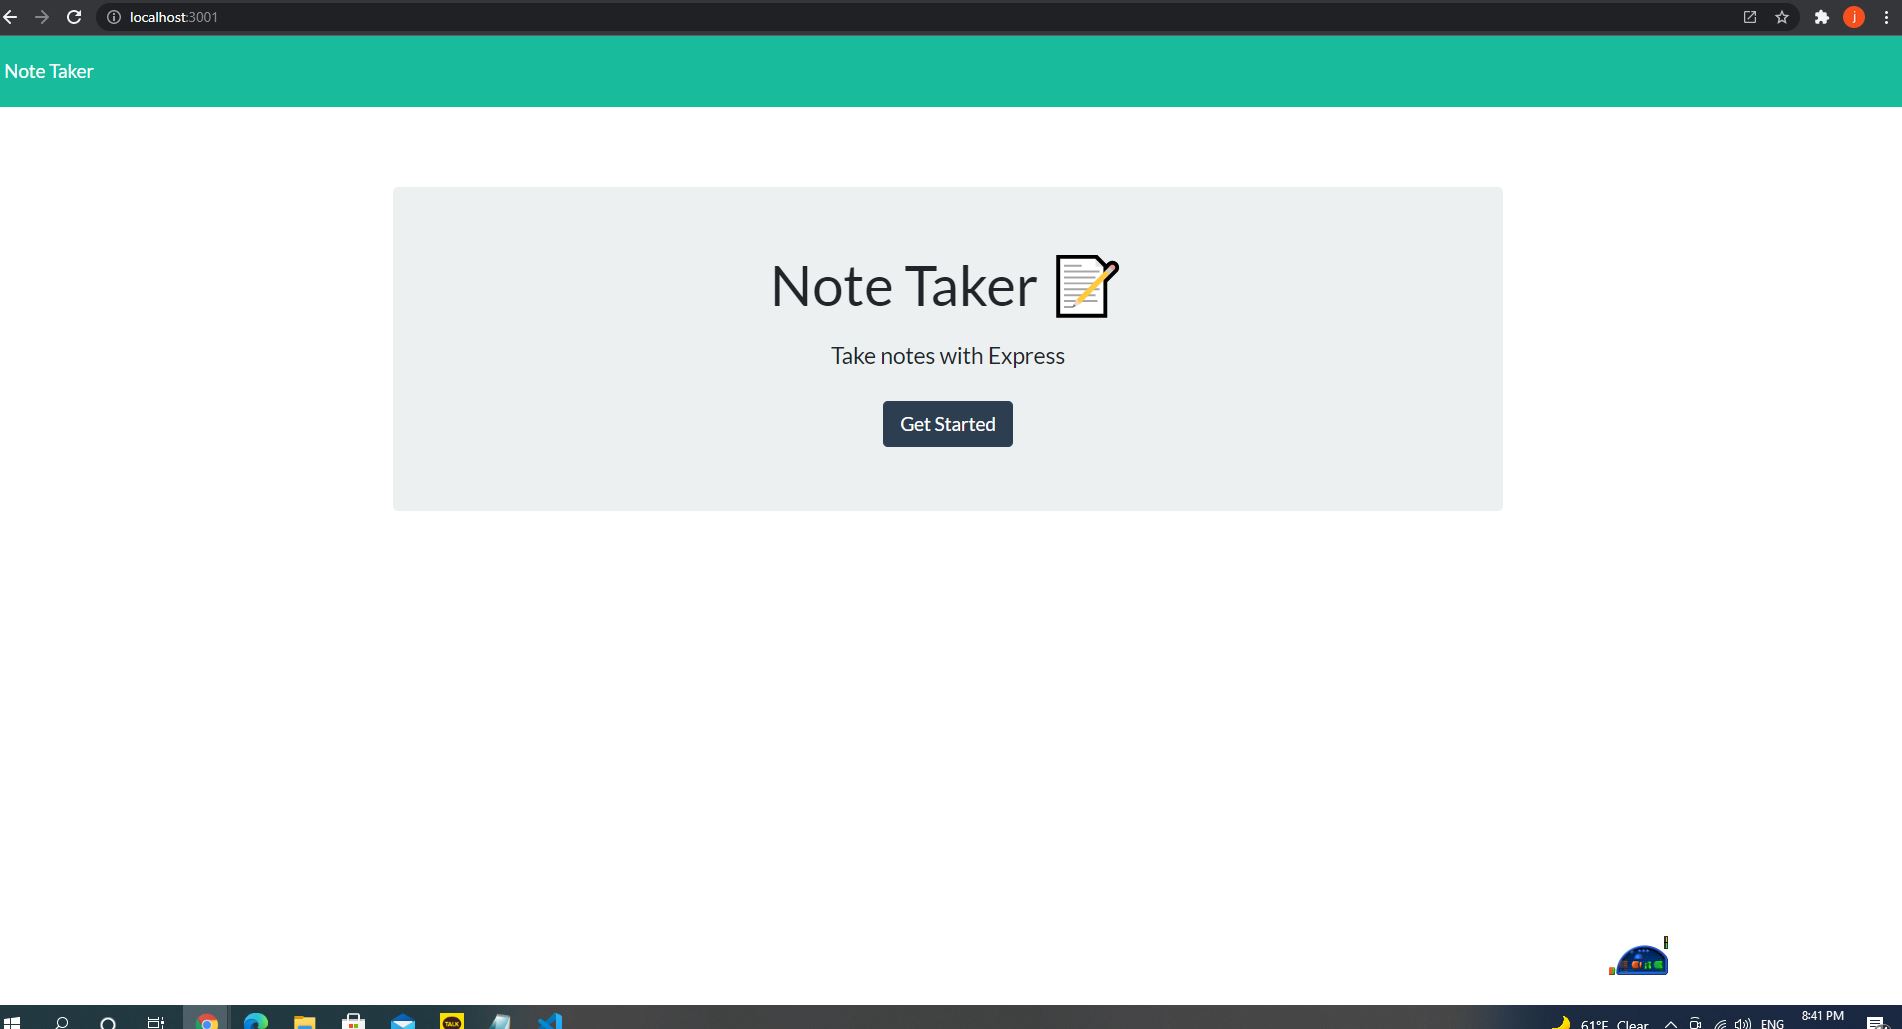 localhost:3001
j
Note Taker
Note Taker
Take notes with Express
Get Started
TALK
61°F Clear
ENG
8:41 PM